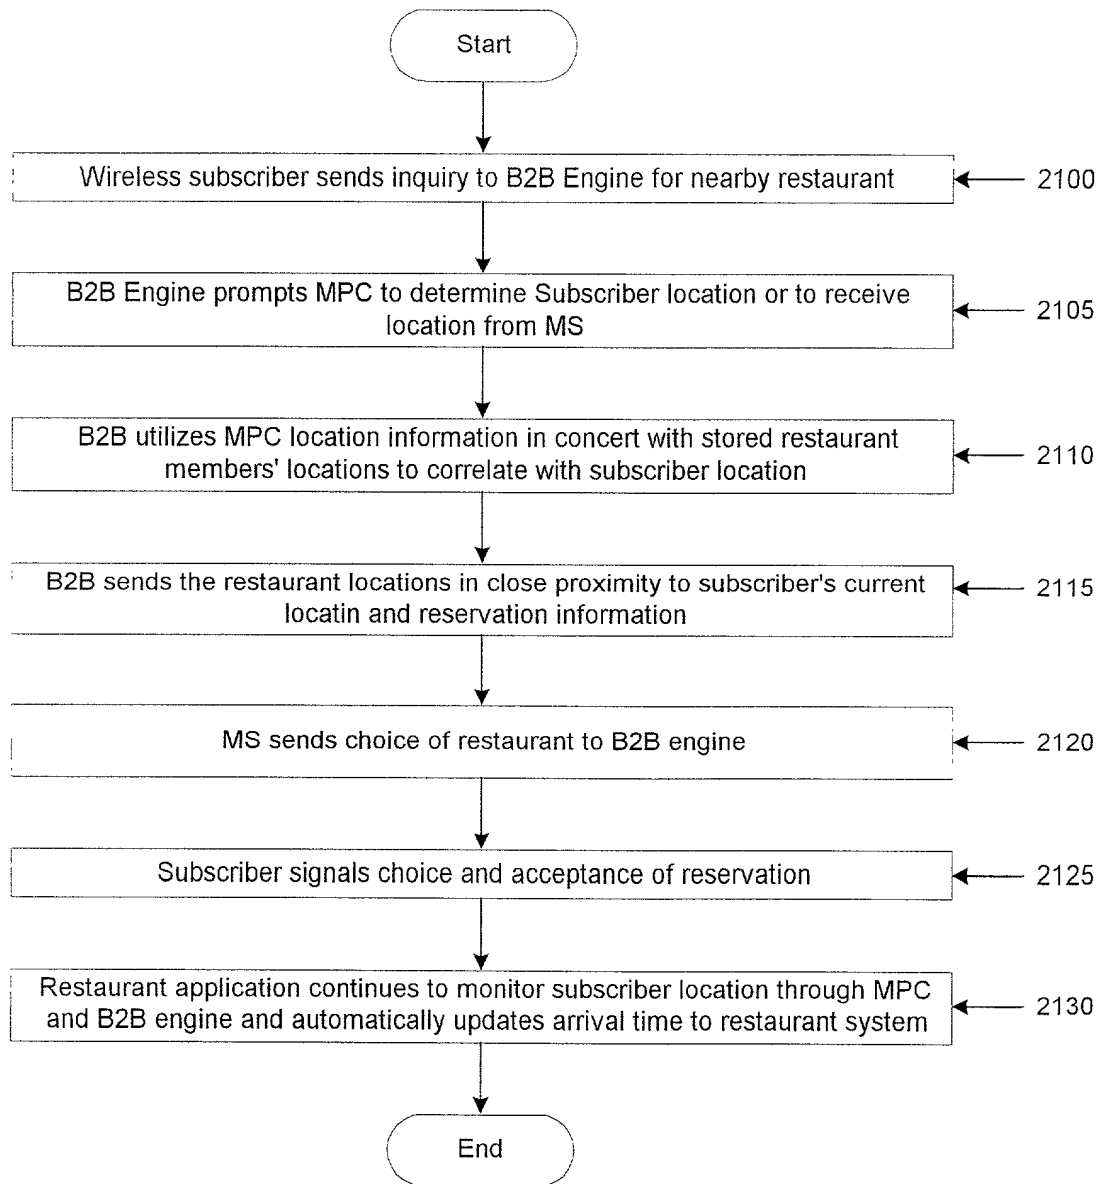 Start
Wireless subscriber sends inquiry to B2B Engine for nearby restaurant
2100
B2B Engine prompts MPC to determine Subscriber location or to receive
location from MS
2105
B2B utilizes MPC location information in concert with stored restaurant
members' locations to correlate with subscriber location
2110
B2B sends the restaurant locations in close proximity to subscriber's current
locatin and reservation information
2115
MS sends choice of restaurant to B2B engine
2120
Subscriber signals choice and acceptance of reservation
2125
Restaurant application continues to monitor subscriber location through MPC
and B2B engine and automatically updates arrival time to restaurant system
2130
End